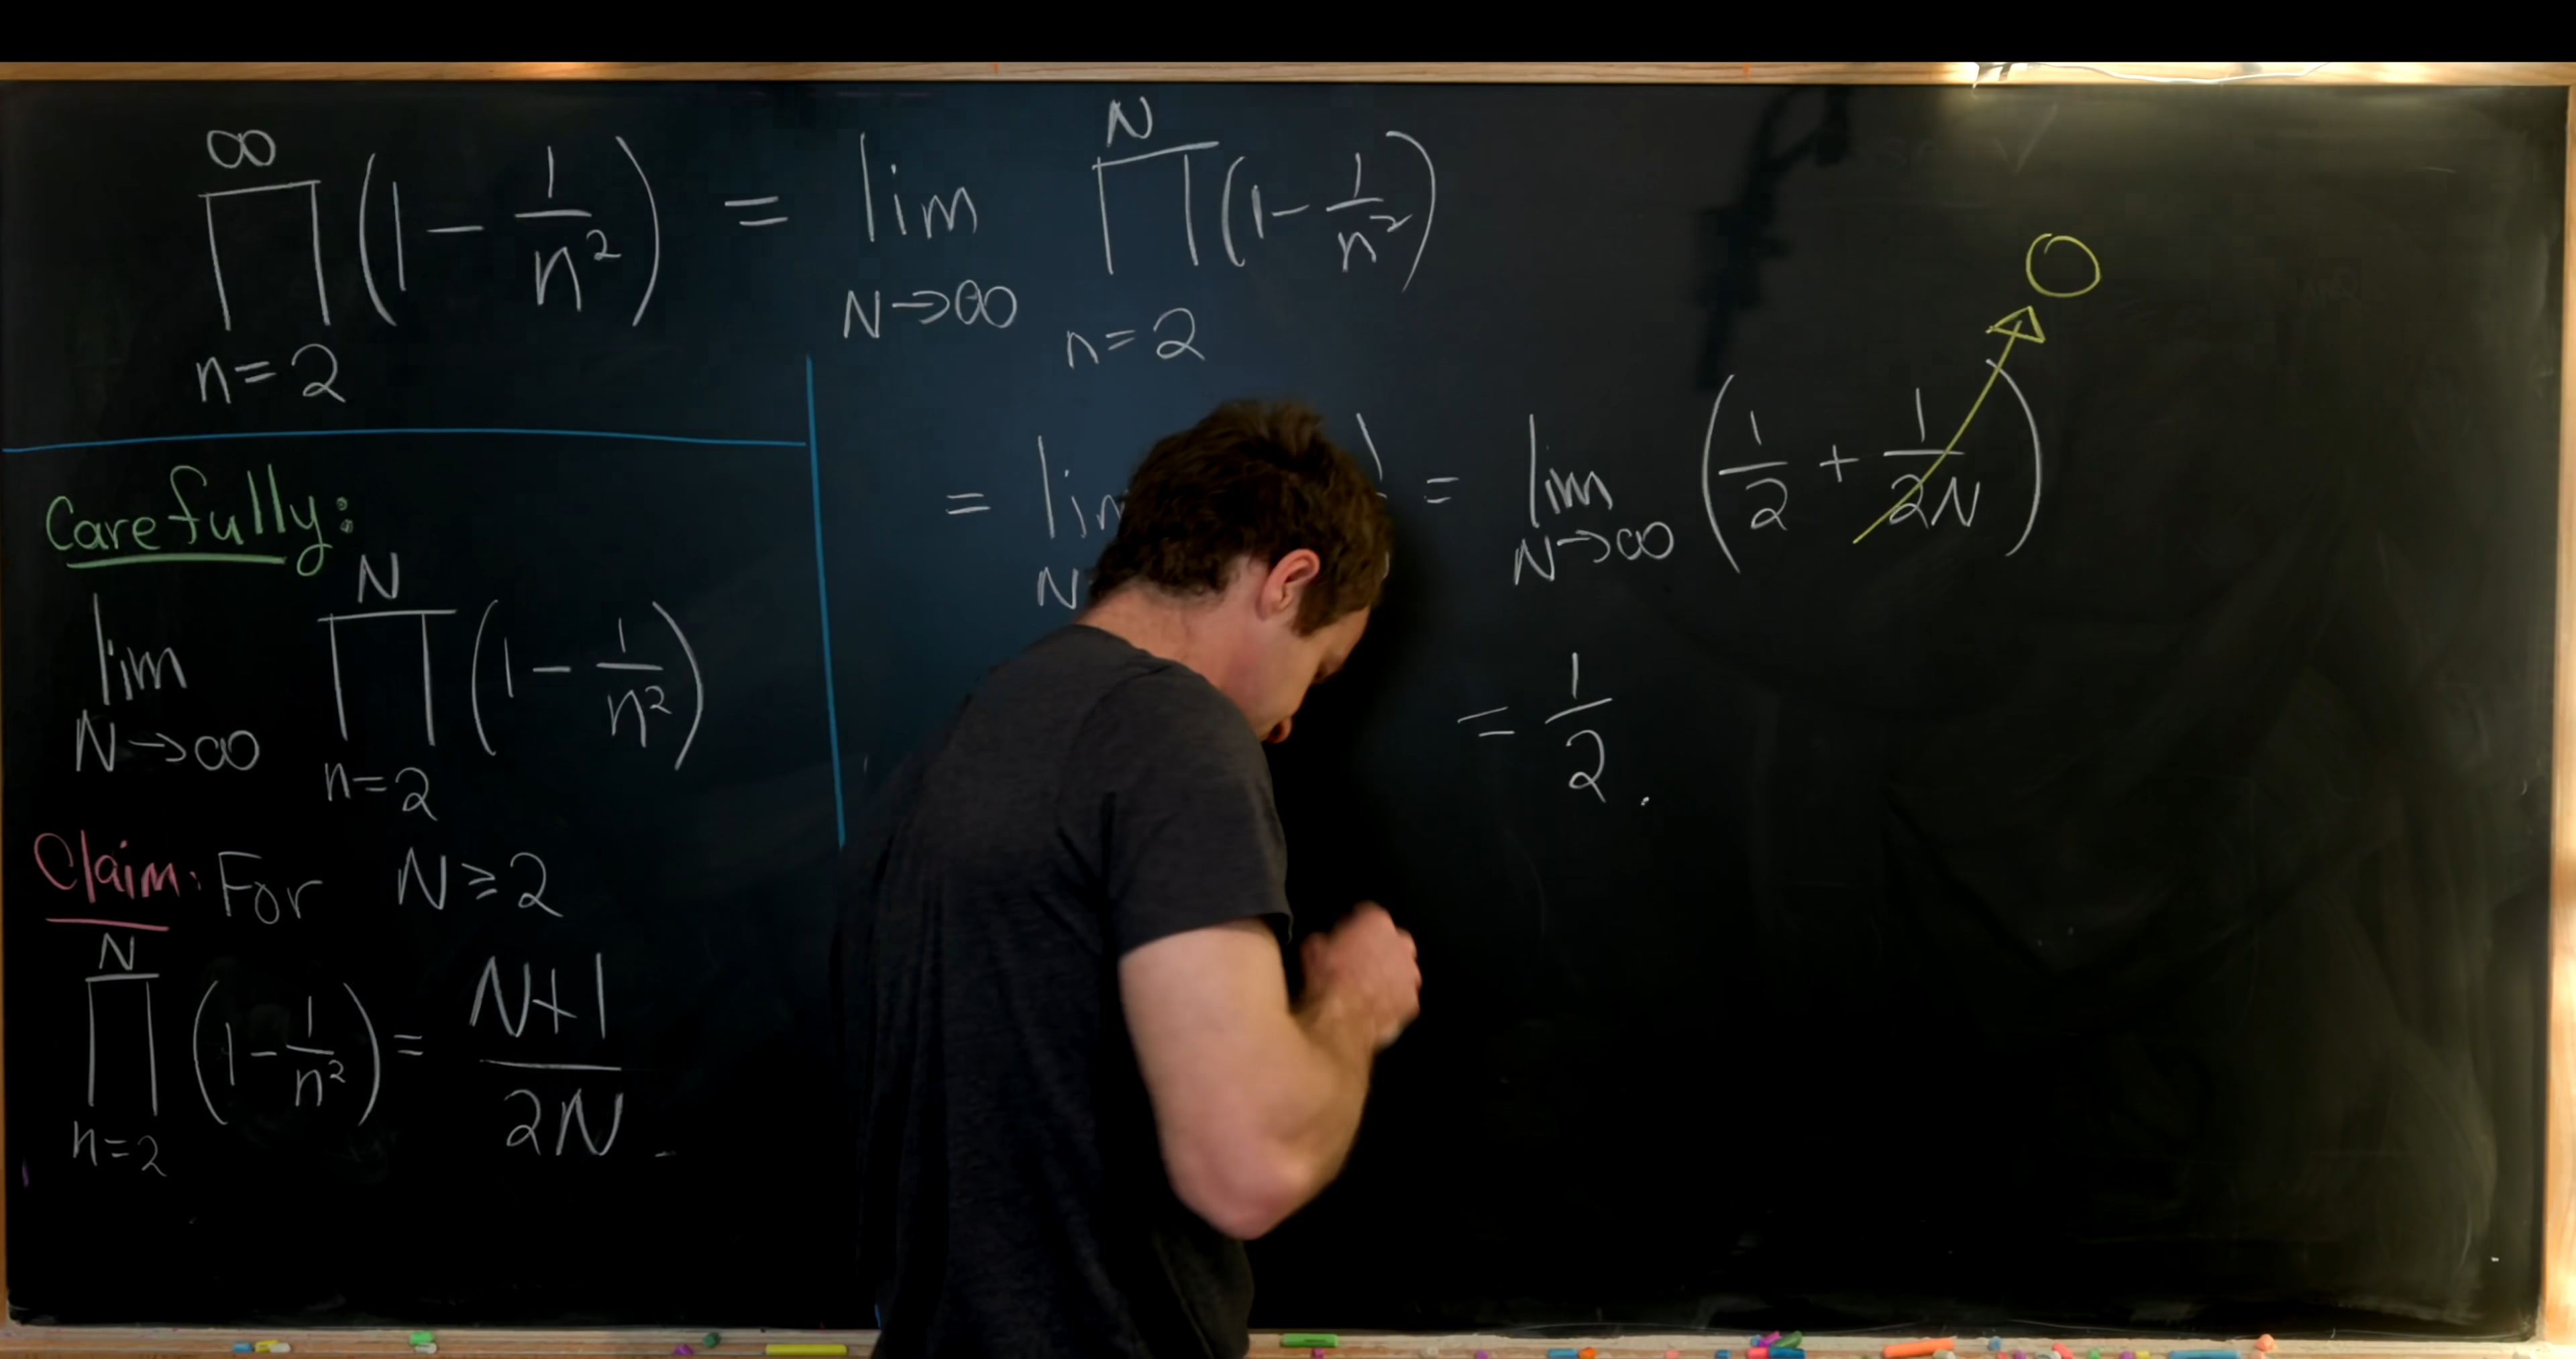 ∞
∏ (1 - 1/n²) = lim N→∞ ∏ n=2 N (1 - 1/n²)
n=2
= lim N = lim N→∞ (1/2 + 1/2N) 0
= 1/2.
Carefully:
lim N→∞ ∏ n=2 N (1 - 1/n²)
Claim: For N ≥ 2
∏ n=2 N (1 - 1/n²) = N+1/2N.